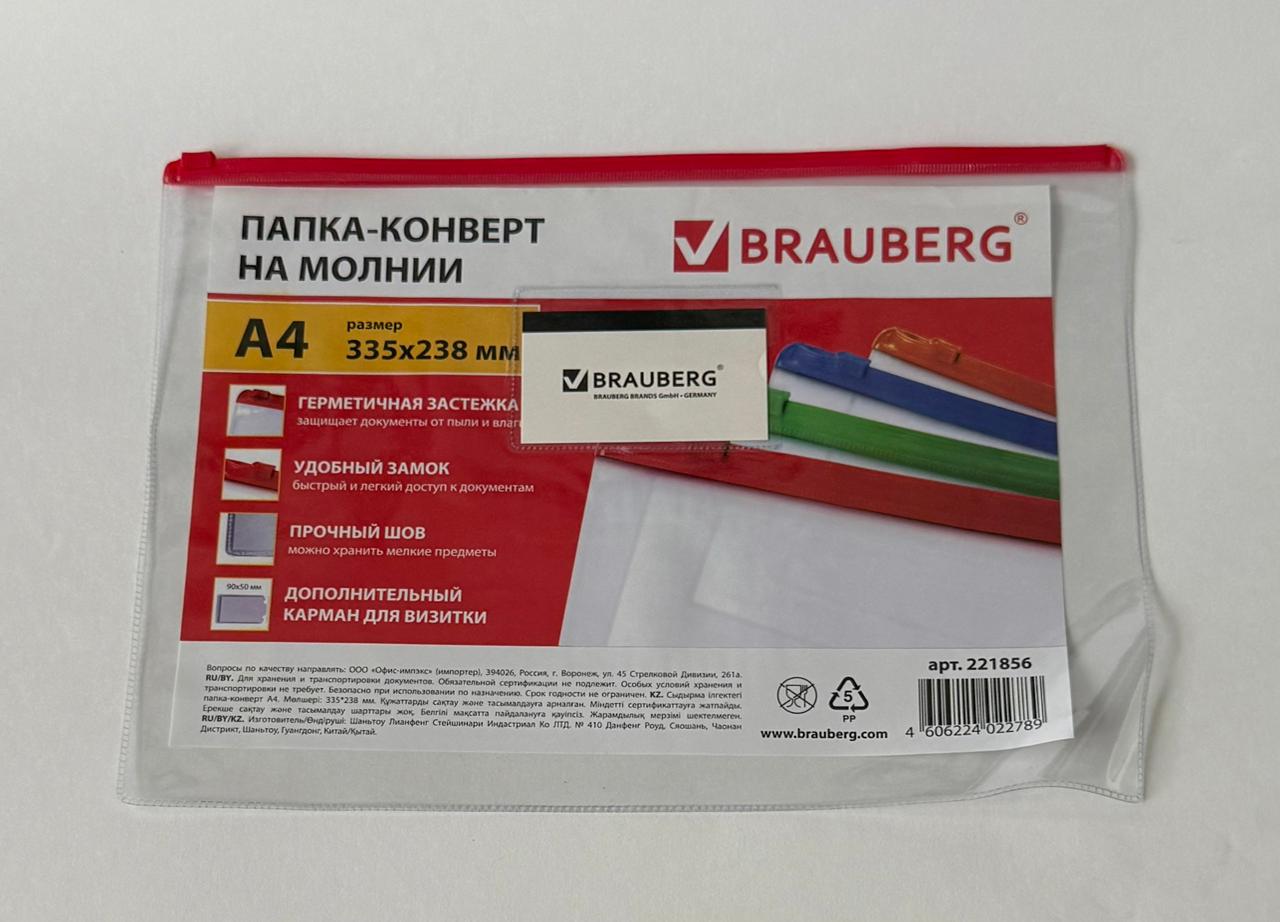 ПАПКА-КОНВЕРТ
НА МОЛНИИ
BRAUBERG®
A4
размер
335х238 мм
BRAUBERG®
BRAUBERG BRANDS GmbH • GERMANY
ГЕРМЕТИЧНАЯ ЗАСТЕЖКА
защищает документы от пыли и влаг
УДОБНЫЙ ЗАМОК
быстрый и легкий доступ к документам
ПРОЧНЫЙ ШОВ
можно хранить мелкие предметы
90х50 мм
ДОПОЛНИТЕЛЬНЫЙ
КАРМАН ДЛЯ ВИЗИТКИ
Вопросы по качеству направлять: ООО «Офис-импэкс» (импортер), 394026, Россия, г. Воронеж, ул. 45 Стрелковой Дивизии, 261а.
RU/BY. Для хранения и транспортировки документов. Обязательной сертификации не подлежит. Особых условий хранения и
транспортировки не требует. Безопасно при использовании по назначению. Срок годности не ограничен. KZ. Сыдырма ілгектегі
папка-конверт А4. Мөлшері: 335*238 мм. Құжаттарды сақтау және тасымалдауға арналған. Міндетті сертификаттауға жатпайды.
Ерекше сақтау және тасымалдау шарттары жоқ. Белгілі мақсатта пайдалануға қауіпсіз. Жарамдылық мерзімі шектелмеген.
RU/BY/KZ. Изготовитель/Өндіруші: Шаньтоу Лианфенг Стейшинари Индастриал Ко ЛТД. № 410 Данфенг Роуд, Сяошань, Чаонан
Дистрикт, Шаньтоу, Гуангдонг, Китай/Қытай.
5
PP
www.brauberg.com
арт. 221856
4 606224 022789